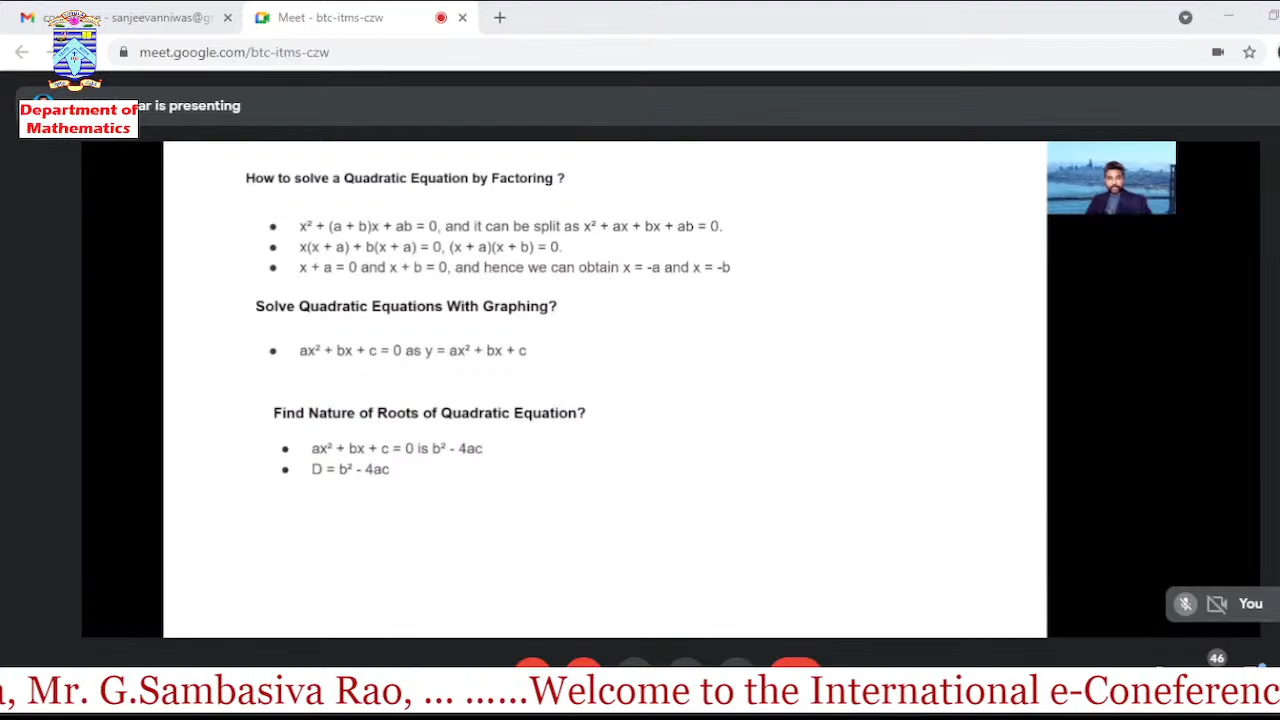 co - sanjeevanniwas@g
Meet - btc-itms-czw
meet.google.com/btc-itms-czw
Department of
Mathematics
ar is presenting
How to solve a Quadratic Equation by Factoring ?
● x² + (a + b)x + ab = 0, and it can be split as x² + ax + bx + ab = 0.
● x(x + a) + b(x + a) = 0, (x + a)(x + b) = 0.
● x + a = 0 and x + b = 0, and hence we can obtain x = -a and x = -b
Solve Quadratic Equations With Graphing?
● ax² + bx + c = 0 as y = ax² + bx + c
Find Nature of Roots of Quadratic Equation?
● ax² + bx + c = 0 is b² - 4ac
● D = b² - 4ac
You
46
, Mr. G.Sambasiva Rao, ... ......Welcome to the International e-Coneferenc